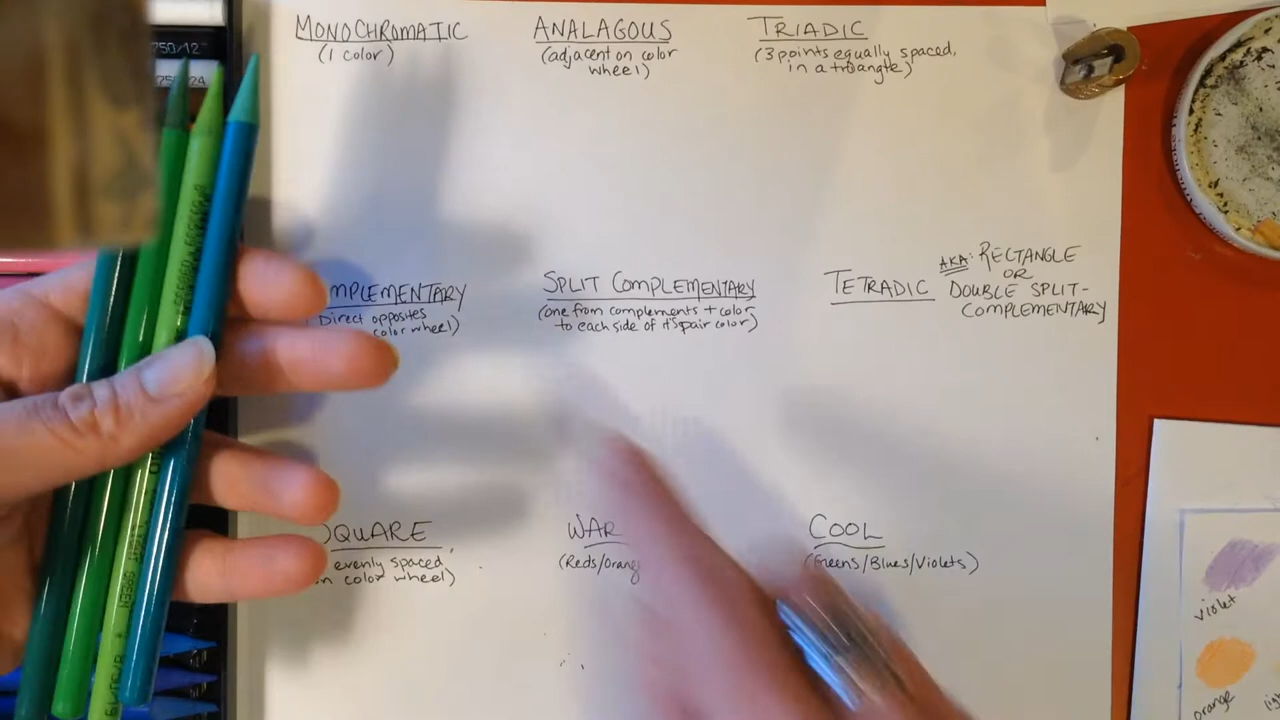 MONOCHROMATIC
(1 color)
ANALAGOUS
(adjacent on color
wheel)
TRIADIC
(3 points equally spaced,
in a triangle)
MPLEMENTARY
Direct opposites
color wheel)
SPLIT COMPLEMENTARY
(one from complements + color
to each side of it's pair color)
TETRADIC
AKA: RECTANGLE
OR
DOUBLE SPLIT-
COMPLEMENTARY
QUARE
evenly spaced
n color wheel)
WAR
(Reds/Orang
COOL
(Greens/Blues/Violets)
violet
orange
750/12"